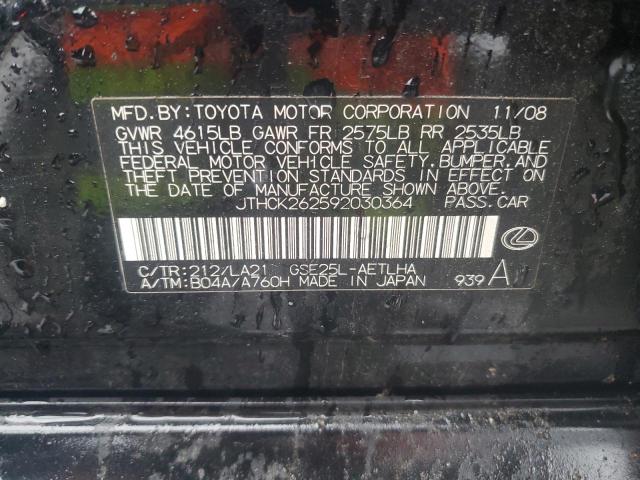 MFD.BY:TOYOTA MOTOR CORPORATION 11/08
GVWR 4615LB GAWR FR 2575LB RR 2535LB
THIS VEHICLE CONFORMS TO ALL APPLICABLE
FEDERAL MOTOR VEHICLE SAFETY,BUMPER,AND
THEFT PREVENTION STANDARDS IN EFFECT ON
THE DATE OF MANUFACTURE SHOWN ABOVE.
JTHCK262592030364 PASS.CAR
C/TR:212/LA21 GSE25L-AETLHA
A/TM:B04A/A760H MADE IN JAPAN 939 A